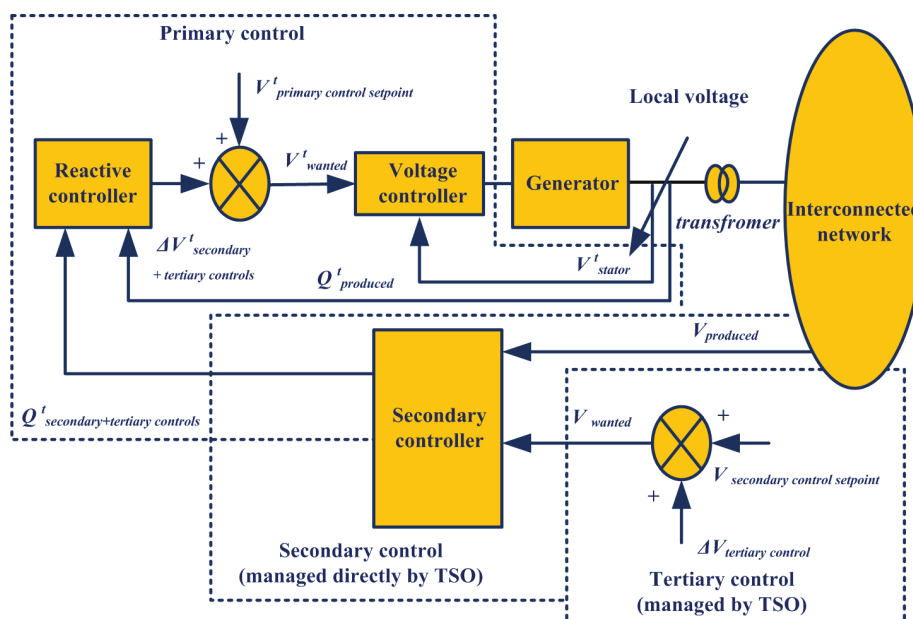 Primary control
V^t primary control setpoint
Local voltage
+
+
Reactive
controller
V^t wanted
Voltage
controller
Generator
transfromer
Interconnected
network
ΔV^t secondary
+ tertiary controls
V^t stator
Q^t produced
V produced
Q^t secondary+tertiary controls
Secondary
controller
V wanted
+
V secondary control setpoint
+
ΔV tertiary control
Secondary control
(managed directly by TSO)
Tertiary control
(managed by TSO)